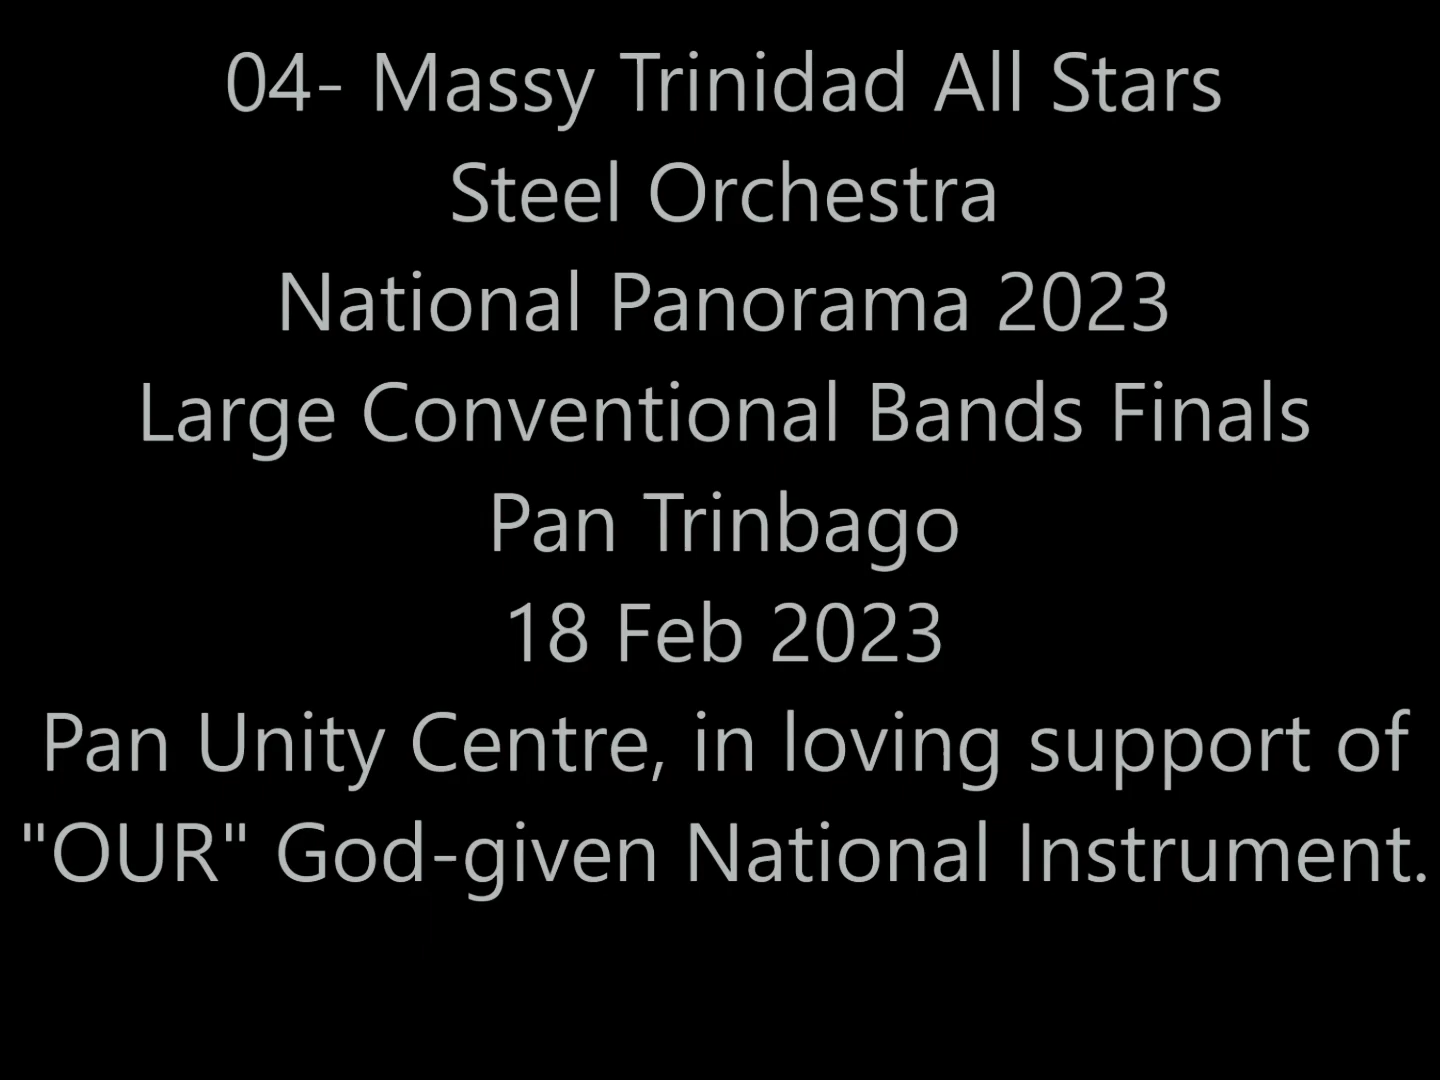 04- Massy Trinidad All Stars
Steel Orchestra
National Panorama 2023
Large Conventional Bands Finals
Pan Trinbago
18 Feb 2023
Pan Unity Centre, in loving support of
"OUR" God-given National Instrument.